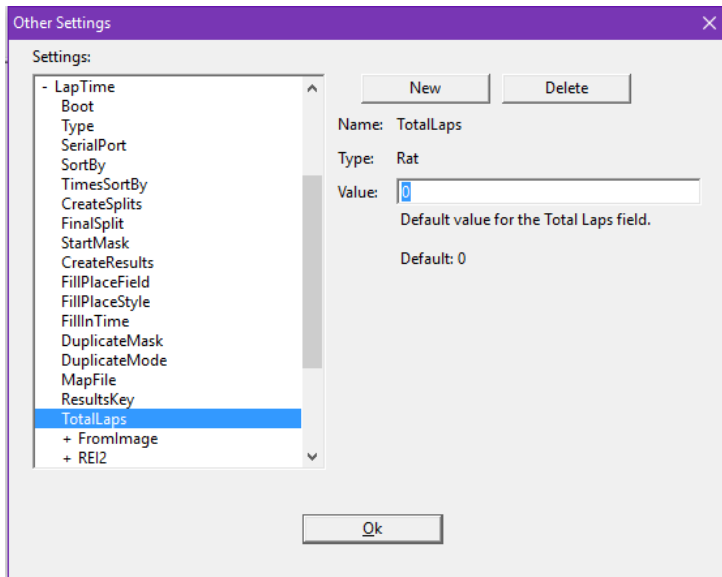 Other Settings
Settings:
- LapTime
Boot
Type
SerialPort
SortBy
TimesSortBy
CreateSplits
FinalSplit
StartMask
CreateResults
FillPlaceField
FillPlaceStyle
FillInTime
DuplicateMask
DuplicateMode
MapFile
ResultsKey
TotalLaps
+ FromImage
+ REI2
New Delete
Name: TotalLaps
Type: Rat
Value: 0
Default value for the Total Laps field.
Default: 0
Ok